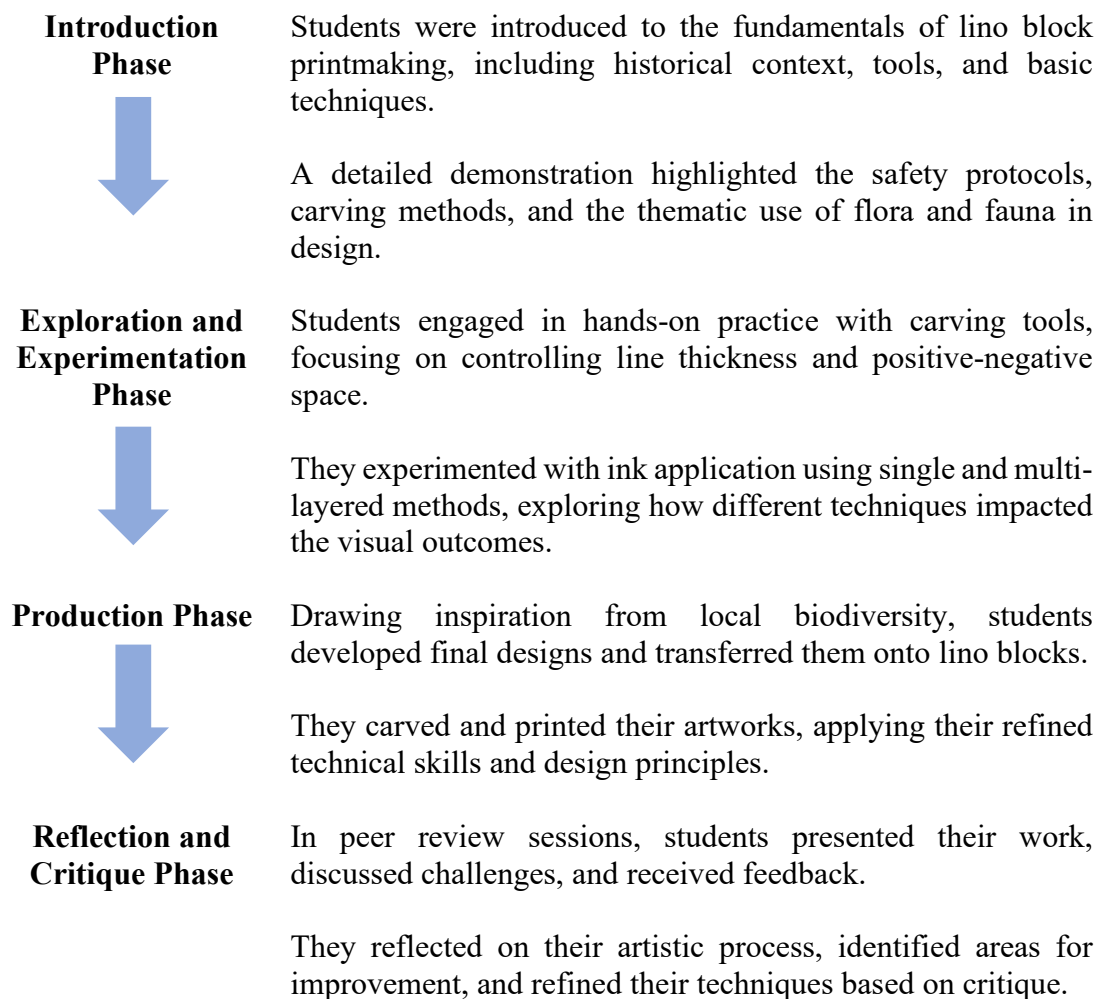 Introduction
Phase
Students were introduced to the fundamentals of lino block
printmaking, including historical context, tools, and basic
techniques.
A detailed demonstration highlighted the safety protocols,
carving methods, and the thematic use of flora and fauna in
design.
Exploration and
Experimentation
Phase
Students engaged in hands-on practice with carving tools,
focusing on controlling line thickness and positive-negative
space.
They experimented with ink application using single and multi-
layered methods, exploring how different techniques impacted
the visual outcomes.
Production Phase
Drawing inspiration from local biodiversity, students
developed final designs and transferred them onto lino blocks.
They carved and printed their artworks, applying their refined
technical skills and design principles.
Reflection and
Critique Phase
In peer review sessions, students presented their work,
discussed challenges, and received feedback.
They reflected on their artistic process, identified areas for
improvement, and refined their techniques based on critique.